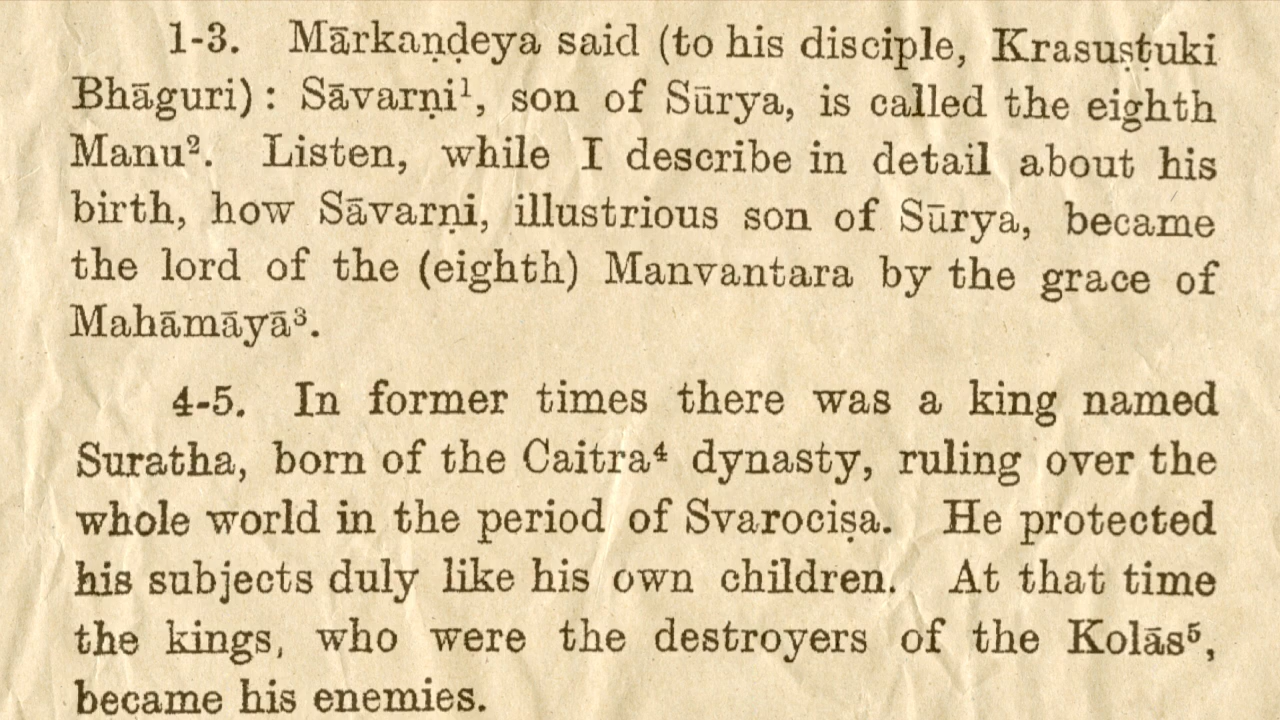 1-3. Mārkaṇḍeya said (to his disciple, Krasuṣṭuki
Bhāguri) : Sāvarṇi¹, son of Sūrya, is called the eighth
Manu². Listen, while I describe in detail about his
birth, how Sāvarṇi, illustrious son of Sūrya, became
the lord of the (eighth) Manvantara by the grace of
Mahāmāyā³.
4-5. In former times there was a king named
Suratha, born of the Caitra⁴ dynasty, ruling over the
whole world in the period of Svarociṣa. He protected
his subjects duly like his own children. At that time
the kings, who were the destroyers of the Kolās⁵,
became his enemies.